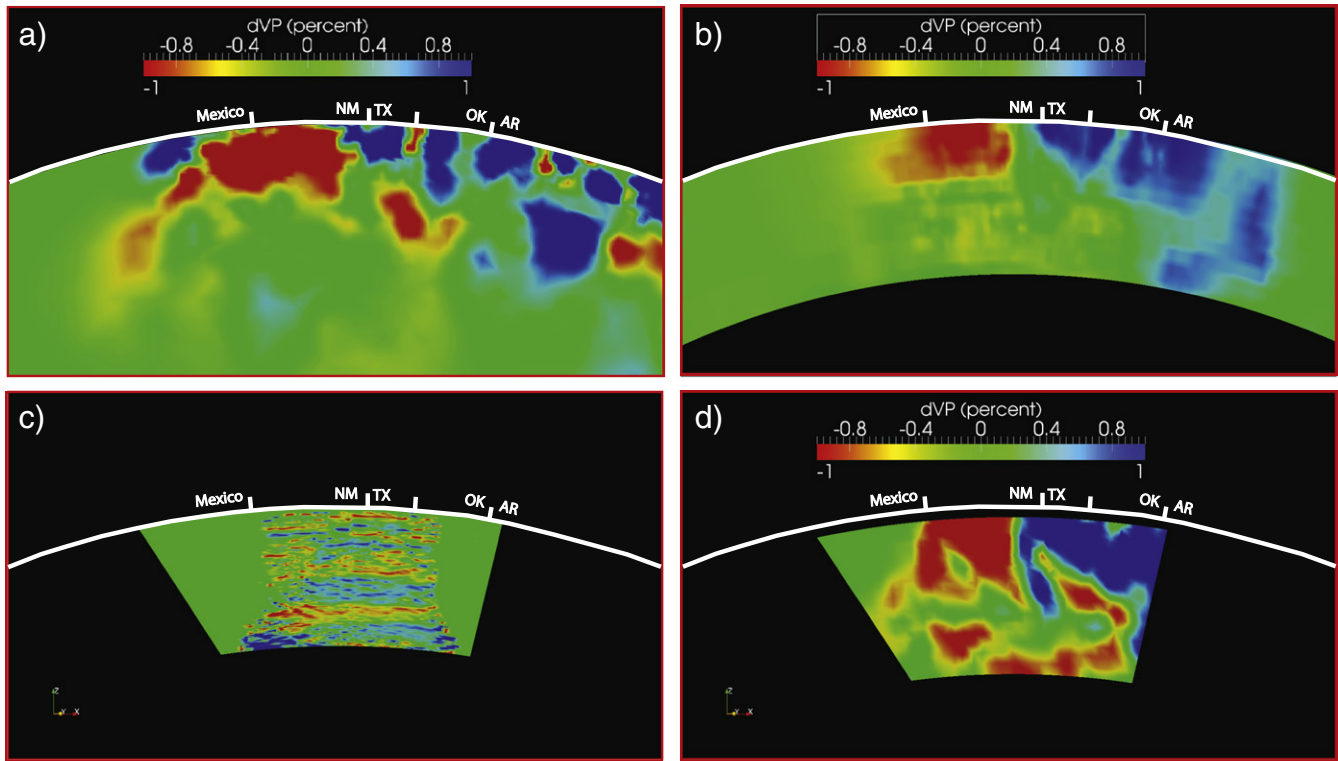 a)
dVP (percent)
-0.8 -0.4 0 0.4 0.8
-1 1
Mexico NM TX OK AR
b)
dVP (percent)
-0.8 -0.4 0 0.4 0.8
-1 1
Mexico NM TX OK AR
c)
Mexico NM TX OK AR
Z
Y X
d)
dVP (percent)
-0.8 -0.4 0 0.4 0.8
-1 1
Mexico NM TX OK AR
Z
Y X